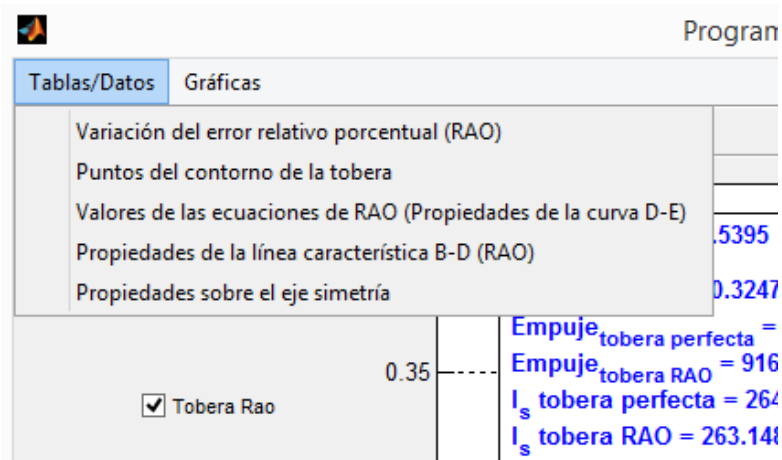 Program
Tablas/Datos Gráficas
Variación del error relativo porcentual (RAO)
Puntos del contorno de la tobera
Valores de las ecuaciones de RAO (Propiedades de la curva D-E)
Propiedades de la línea característica B-D (RAO)
Propiedades sobre el eje simetría
.5395
0.3247
Empuje tobera perfecta =
0.35
Empuje tobera RAO = 916
Tobera Rao
Is tobera perfecta = 264
Is tobera RAO = 263.148